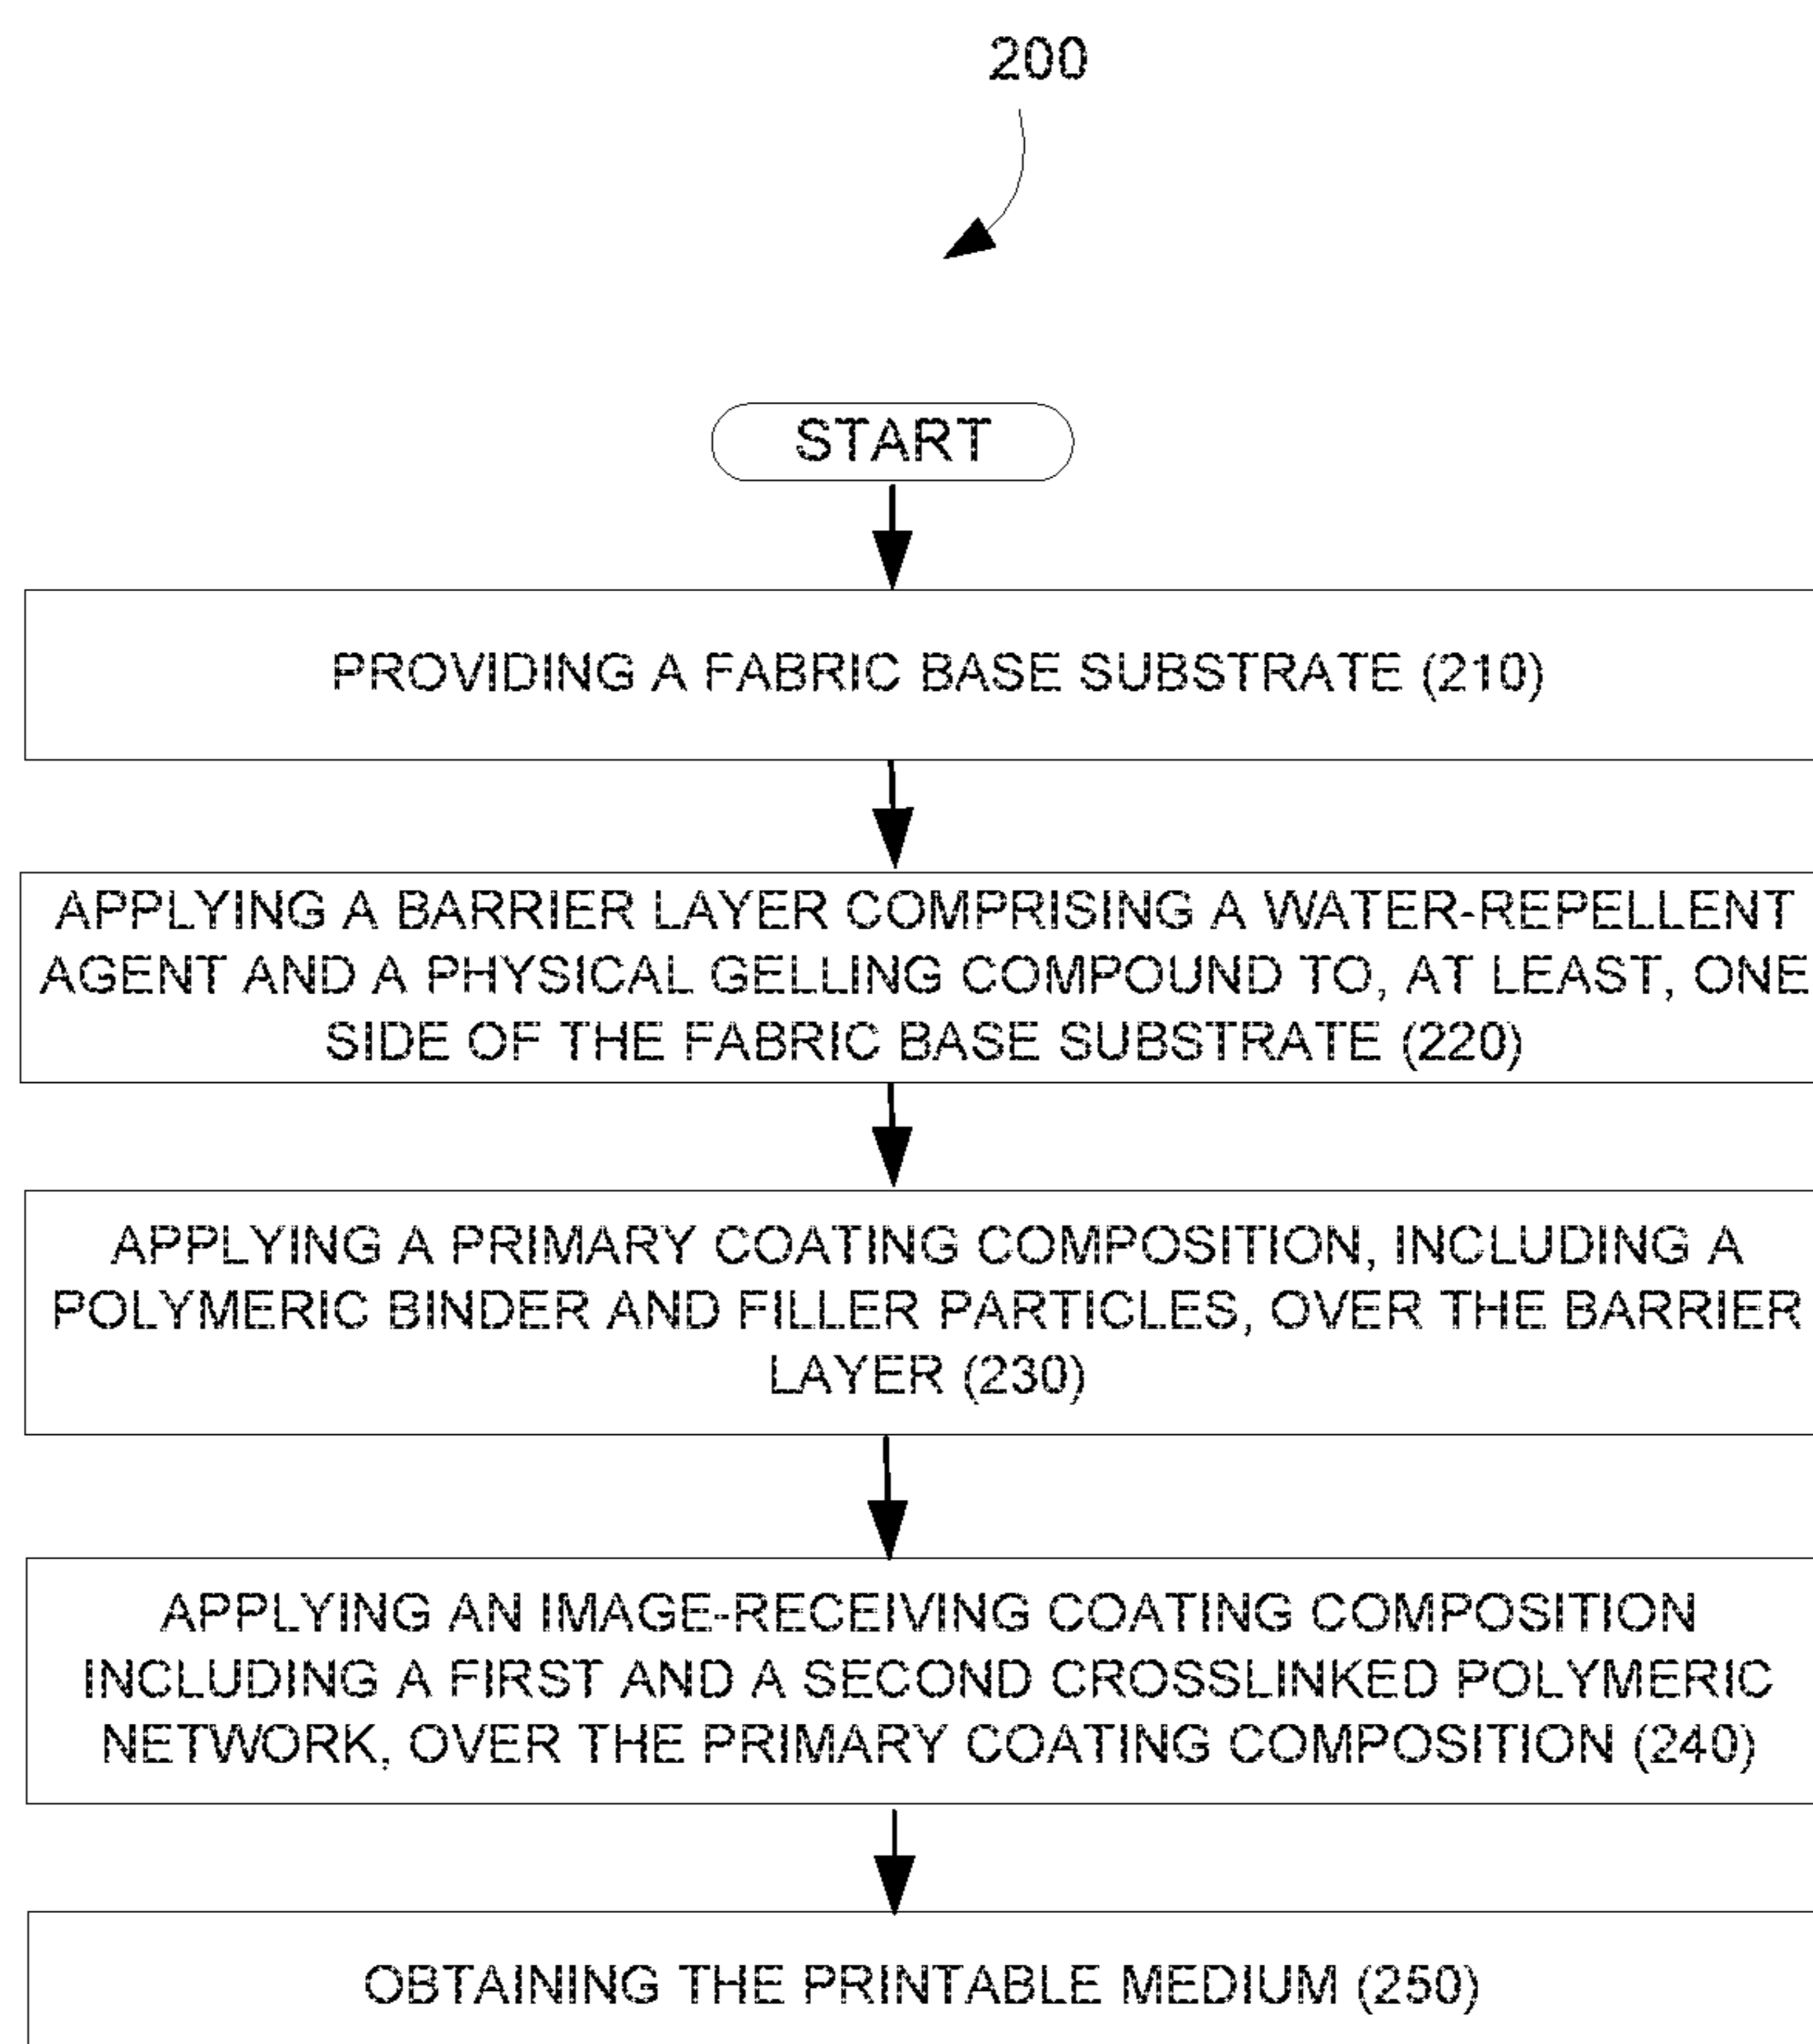 200
START
PROVIDING A FABRIC BASE SUBSTRATE (210)
APPLYING A BARRIER LAYER COMPRISING A WATER-REPELLENT
AGENT AND A PHYSICAL GELLING COMPOUND TO, AT LEAST, ONE
SIDE OF THE FABRIC BASE SUBSTRATE (220)
APPLYING A PRIMARY COATING COMPOSITION, INCLUDING A
POLYMERIC BINDER AND FILLER PARTICLES, OVER THE BARRIER
LAYER (230)
APPLYING AN IMAGE-RECEIVING COATING COMPOSITION
INCLUDING A FIRST AND A SECOND CROSSLINKED POLYMERIC
NETWORK, OVER THE PRIMARY COATING COMPOSITION (240)
OBTAINING THE PRINTABLE MEDIUM (250)